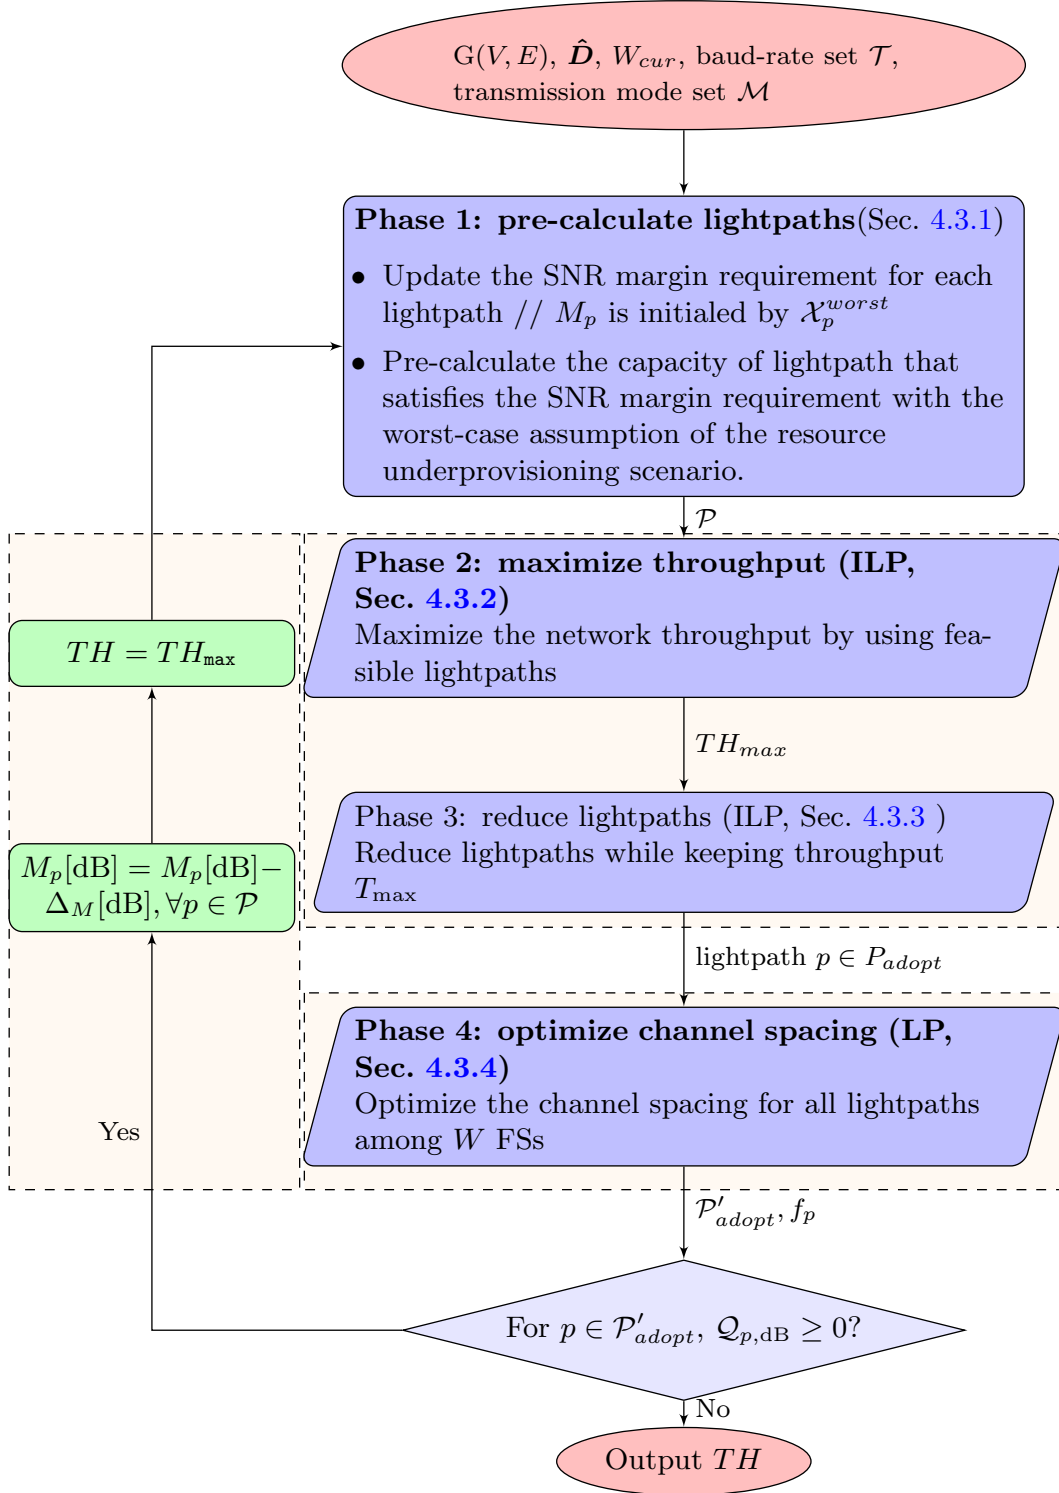 G(V, E), D̂, W_cur, baud-rate set 𝒯,
transmission mode set ℳ
Phase 1: pre-calculate lightpaths(Sec. 4.3.1)
• Update the SNR margin requirement for each
lightpath // M_p is initialed by 𝒳_p^worst
• Pre-calculate the capacity of lightpath that
satisfies the SNR margin requirement with the
worst-case assumption of the resource
underprovisioning scenario.
𝒫
Phase 2: maximize throughput (ILP,
Sec. 4.3.2)
Maximize the network throughput by using fea-
sible lightpaths
TH = TH_max
TH_max
Phase 3: reduce lightpaths (ILP, Sec. 4.3.3 )
Reduce lightpaths while keeping throughput
T_max
M_p[dB] = M_p[dB]−
Δ_M[dB], ∀p ∈ 𝒫
lightpath p ∈ P_adopt
Phase 4: optimize channel spacing (LP,
Sec. 4.3.4)
Optimize the channel spacing for all lightpaths
among W FSs
Yes
𝒫′_adopt, f_p
For p ∈ 𝒫′_adopt, 𝒬_p,dB ≥ 0?
No
Output TH